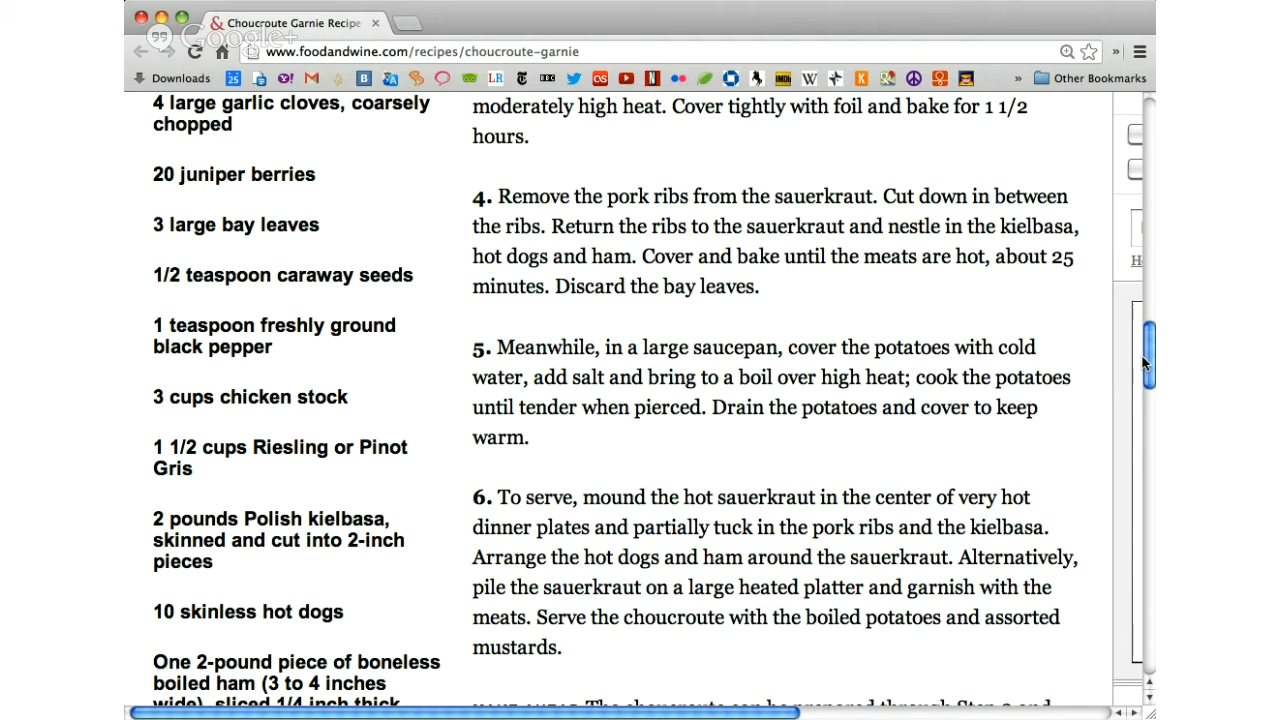 Choucroute Garnie Recipe
Google+
www.foodandwine.com/recipes/choucroute-garnie
Downloads
Other Bookmarks
4 large garlic cloves, coarsely
chopped
20 juniper berries
3 large bay leaves
1/2 teaspoon caraway seeds
1 teaspoon freshly ground
black pepper
3 cups chicken stock
1 1/2 cups Riesling or Pinot
Gris
2 pounds Polish kielbasa,
skinned and cut into 2-inch
pieces
10 skinless hot dogs
One 2-pound piece of boneless
boiled ham (3 to 4 inches
wide), sliced 1/4 inch thick
moderately high heat. Cover tightly with foil and bake for 1 1/2
hours.
4. Remove the pork ribs from the sauerkraut. Cut down in between
the ribs. Return the ribs to the sauerkraut and nestle in the kielbasa,
hot dogs and ham. Cover and bake until the meats are hot, about 25
minutes. Discard the bay leaves.
5. Meanwhile, in a large saucepan, cover the potatoes with cold
water, add salt and bring to a boil over high heat; cook the potatoes
until tender when pierced. Drain the potatoes and cover to keep
warm.
6. To serve, mound the hot sauerkraut in the center of very hot
dinner plates and partially tuck in the pork ribs and the kielbasa.
Arrange the hot dogs and ham around the sauerkraut. Alternatively,
pile the sauerkraut on a large heated platter and garnish with the
meats. Serve the choucroute with the boiled potatoes and assorted
mustards.